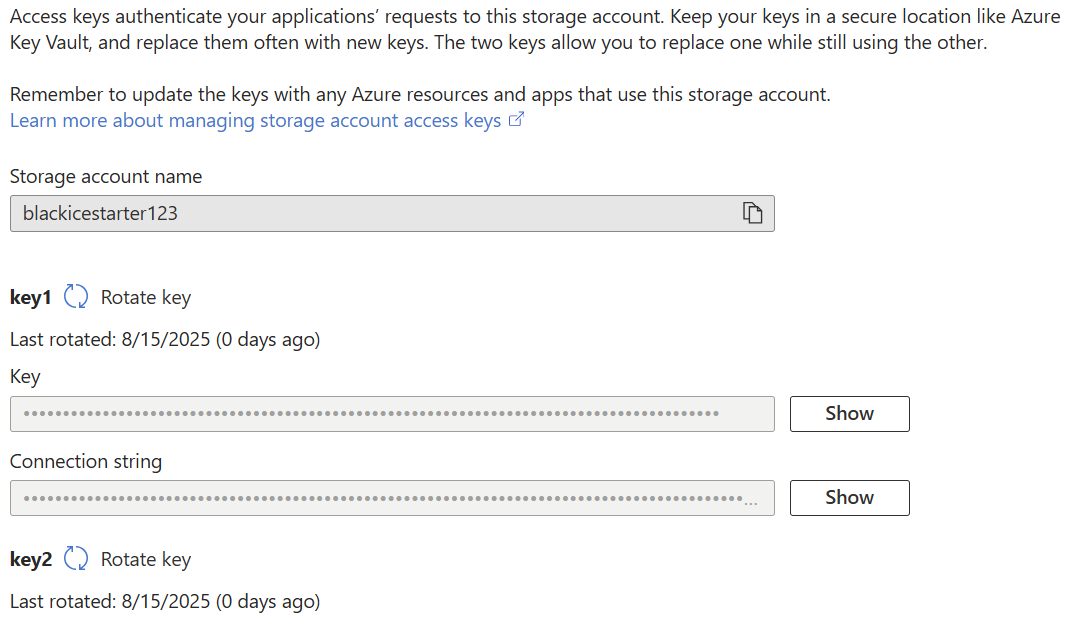 Access keys authenticate your applications’ requests to this storage account. Keep your keys in a secure location like Azure
Key Vault, and replace them often with new keys. The two keys allow you to replace one while still using the other.
Remember to update the keys with any Azure resources and apps that use this storage account.
Learn more about managing storage account access keys
Storage account name
blackicestarter123
key1 Rotate key
Last rotated: 8/15/2025 (0 days ago)
Key
Show
Connection string
...
Show
key2 Rotate key
Last rotated: 8/15/2025 (0 days ago)